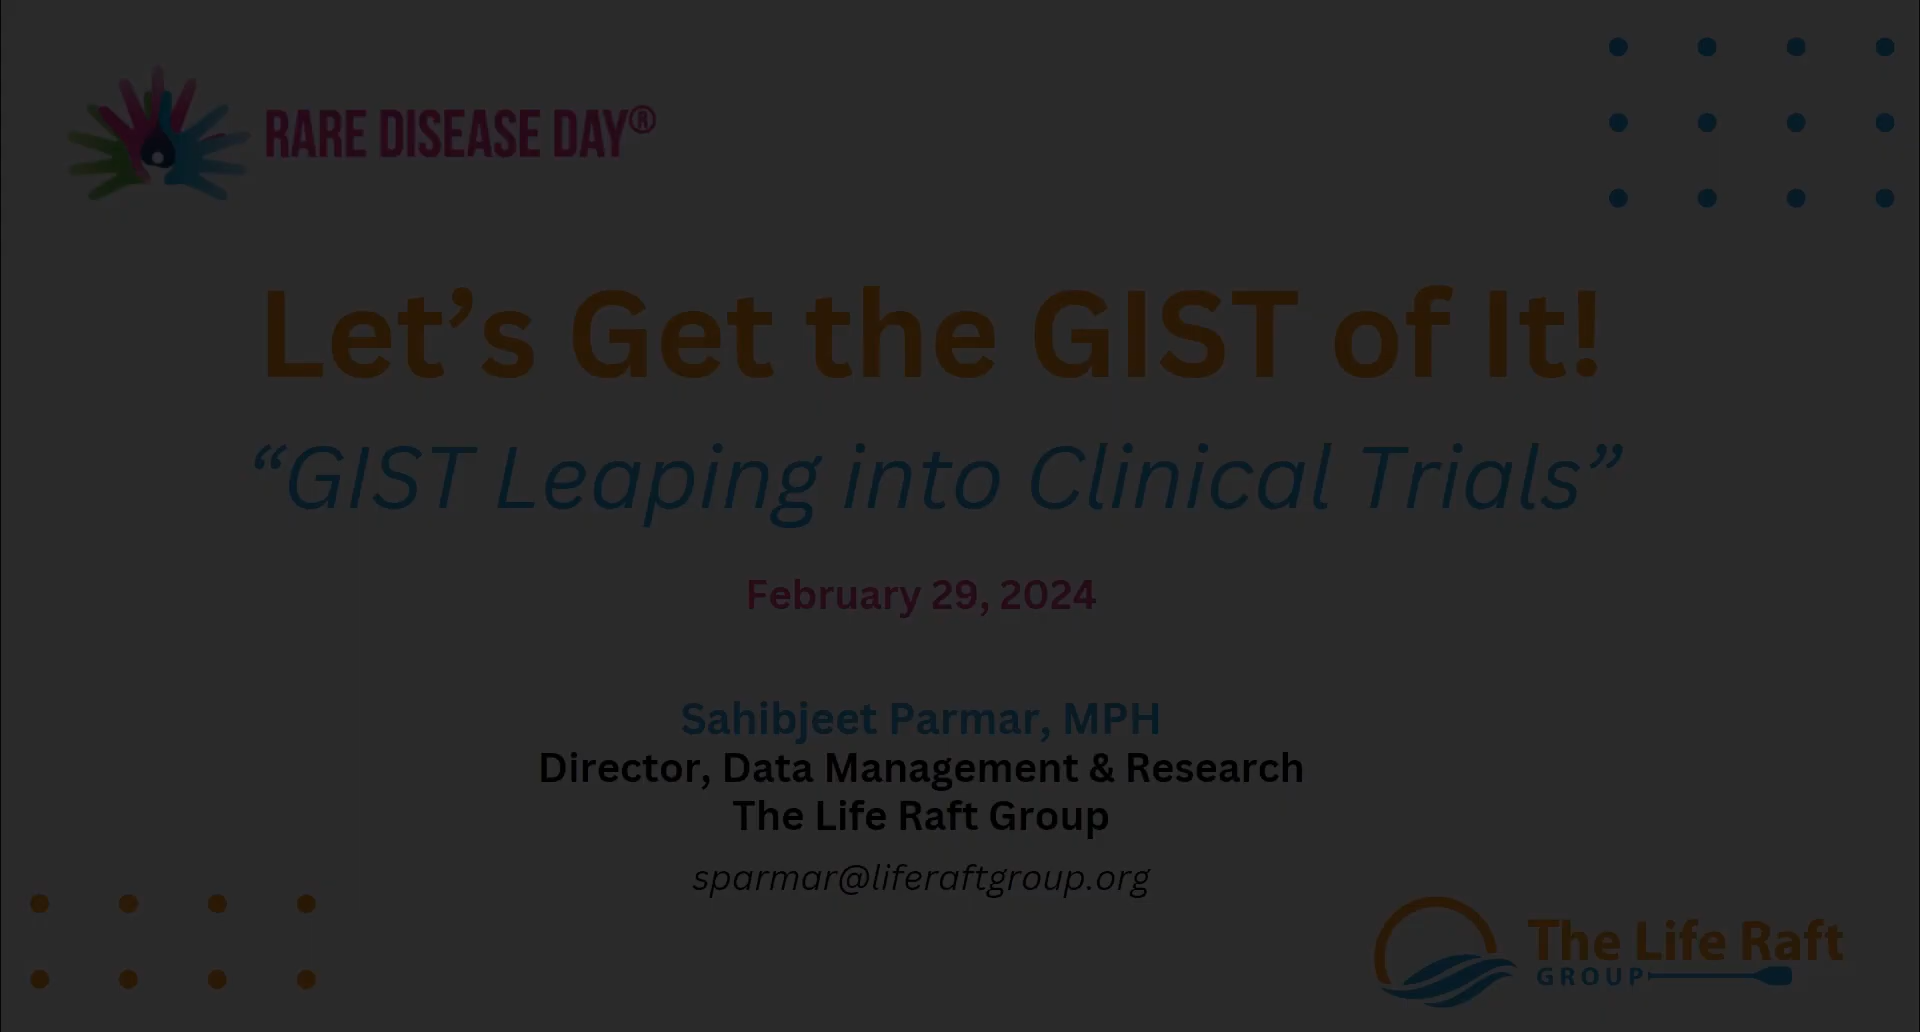 RARE DISEASE DAY®
Let’s Get the GIST of It!
“GIST Leaping into Clinical Trials”
February 29, 2024
Sahibjeet Parmar, MPH
Director, Data Management & Research
The Life Raft Group
sparmar@liferaftgroup.org
The Life Raft
GROUP